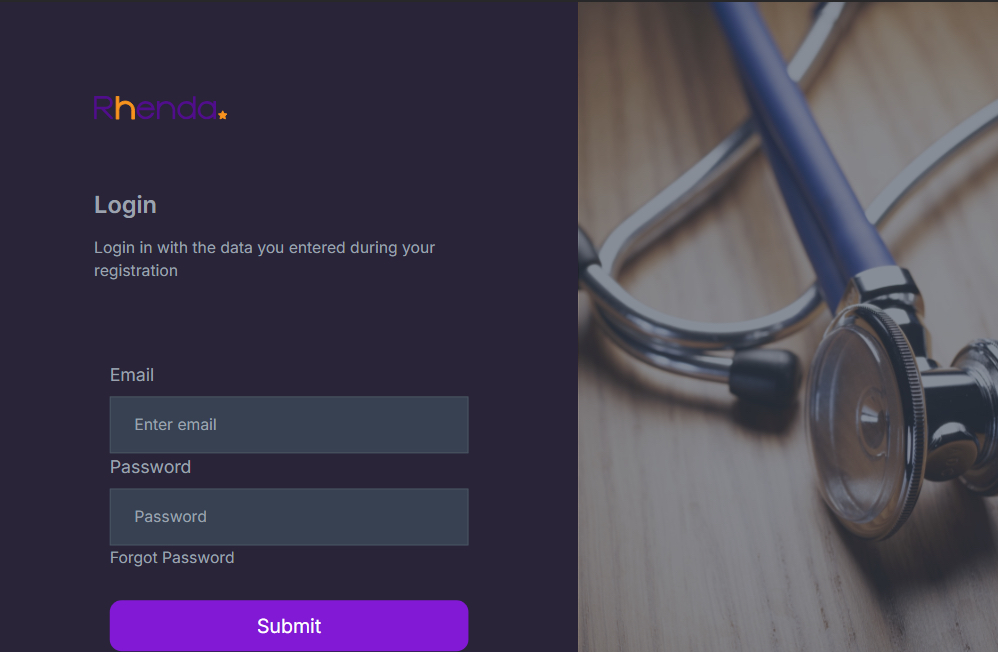 Rhenda
Login
Login in with the data you entered during your
registration
Email
Enter email
Password
Password
Forgot Password
Submit